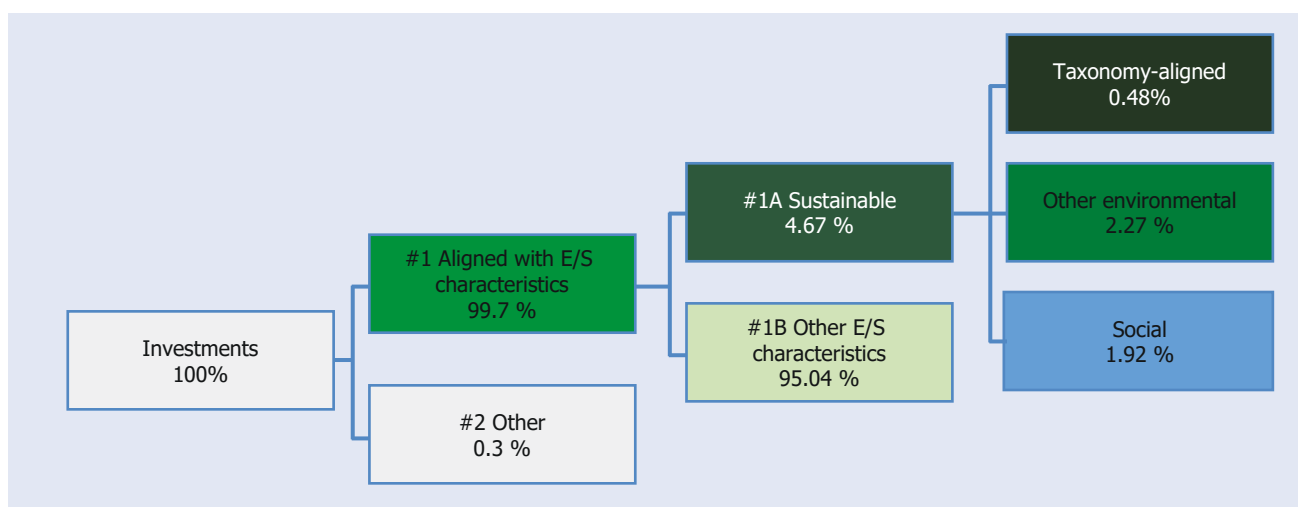 Investments
100%
#1 Aligned with E/S
characteristics
99.7 %
#2 Other
0.3 %
#1A Sustainable
4.67 %
#1B Other E/S
characteristics
95.04 %
Taxonomy-aligned
0.48%
Other environmental
2.27 %
Social
1.92 %